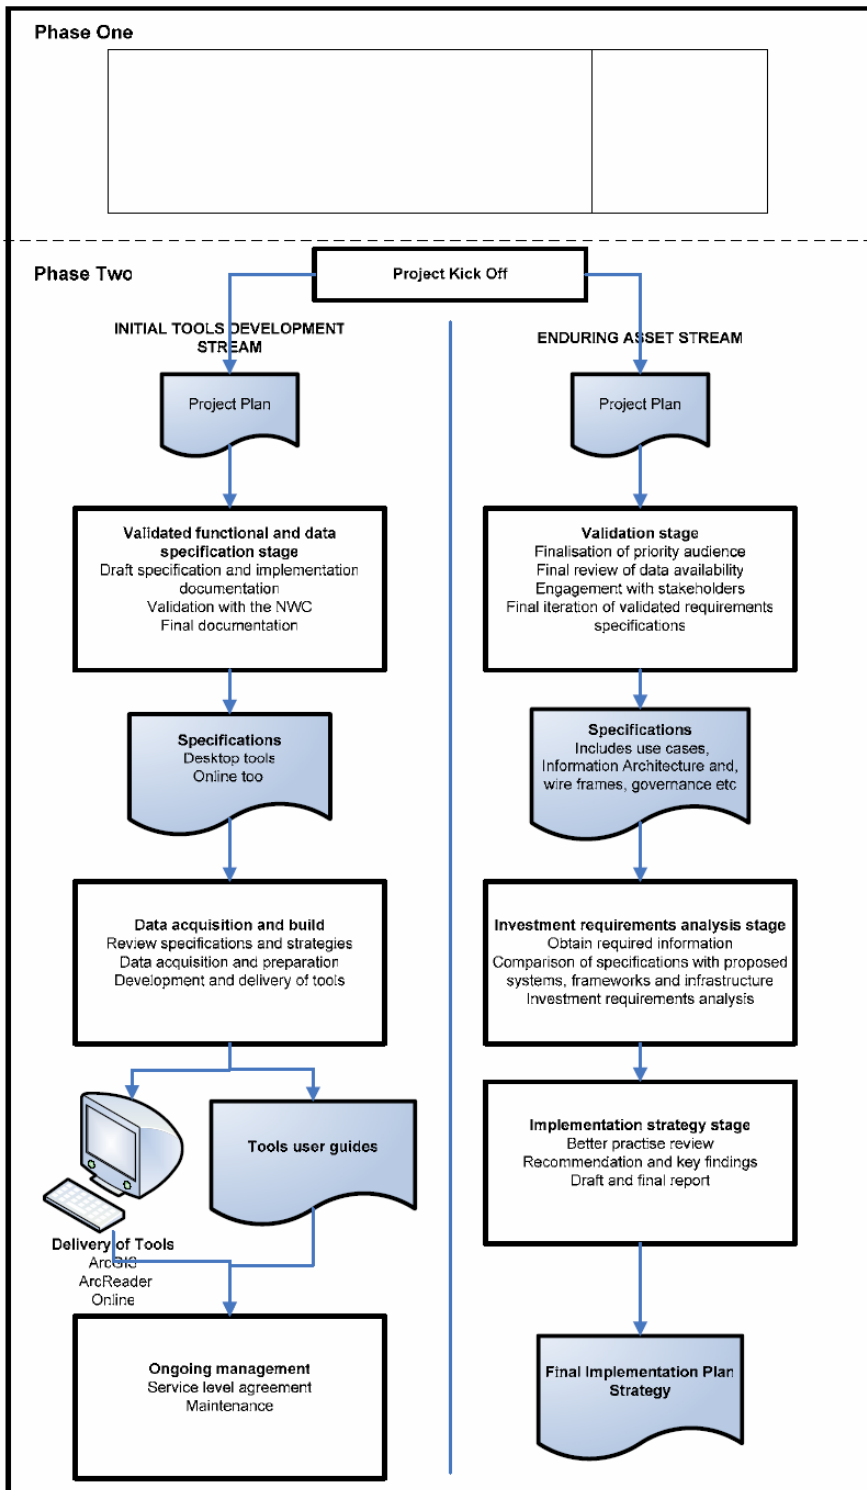 Phase One
Phase Two
Project Kick Off
INITIAL TOOLS DEVELOPMENT
STREAM
Project Plan
Validated functional and data
specification stage
Draft specification and implementation
documentation
Validation with the NWC
Final documentation
Specifications
Desktop tools
Online too
Data acquisition and build
Review specifications and strategies
Data acquisition and preparation
Development and delivery of tools
Tools user guides
Delivery of Tools
ArcGIS
ArcReader
Online
Ongoing management
Service level agreement
Maintenance
ENDURING ASSET STREAM
Project Plan
Validation stage
Finalisation of priority audience
Final review of data availability
Engagement with stakeholders
Final iteration of validated requirements
specifications
Specifications
Includes use cases,
Information Architecture and,
wire frames, governance etc
Investment requirements analysis stage
Obtain required information
Comparison of specifications with proposed
systems, frameworks and infrastructure
Investment requirements analysis
Implementation strategy stage
Better practise review
Recommendation and key findings
Draft and final report
Final Implementation Plan
Strategy